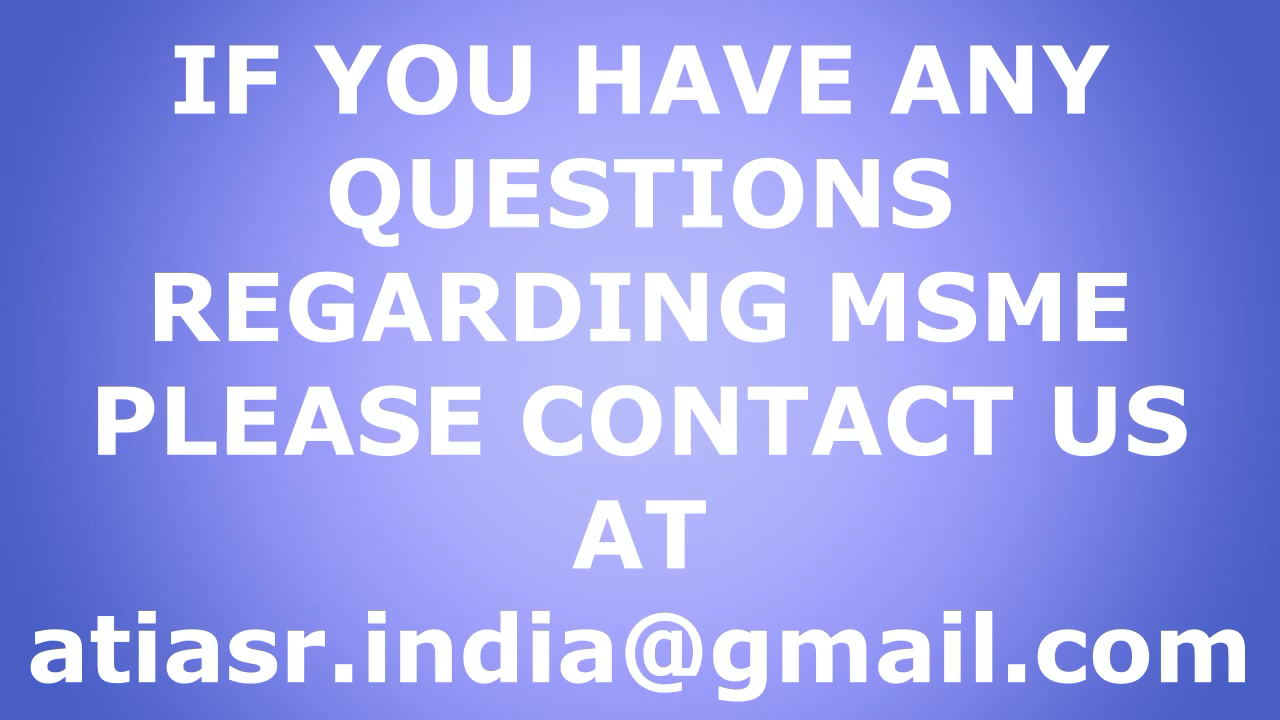 IF YOU HAVE ANY
QUESTIONS
REGARDING MSME
PLEASE CONTACT US
AT
atiasr.india@gmail.com